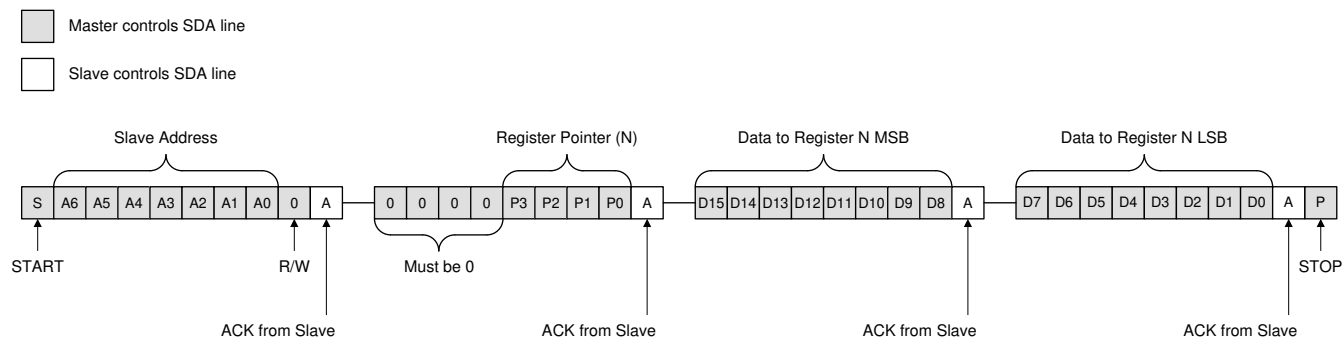 Master controls SDA line
Slave controls SDA line
Slave Address
Register Pointer (N)
Data to Register N MSB
Data to Register N LSB
S A6 A5 A4 A3 A2 A1 A0 0 A 0 0 0 0 P3 P2 P1 P0 A D15 D14 D13 D12 D11 D10 D9 D8 A D7 D6 D5 D4 D3 D2 D1 D0 A P
START
R/W
Must be 0
STOP
ACK from Slave
ACK from Slave
ACK from Slave
ACK from Slave